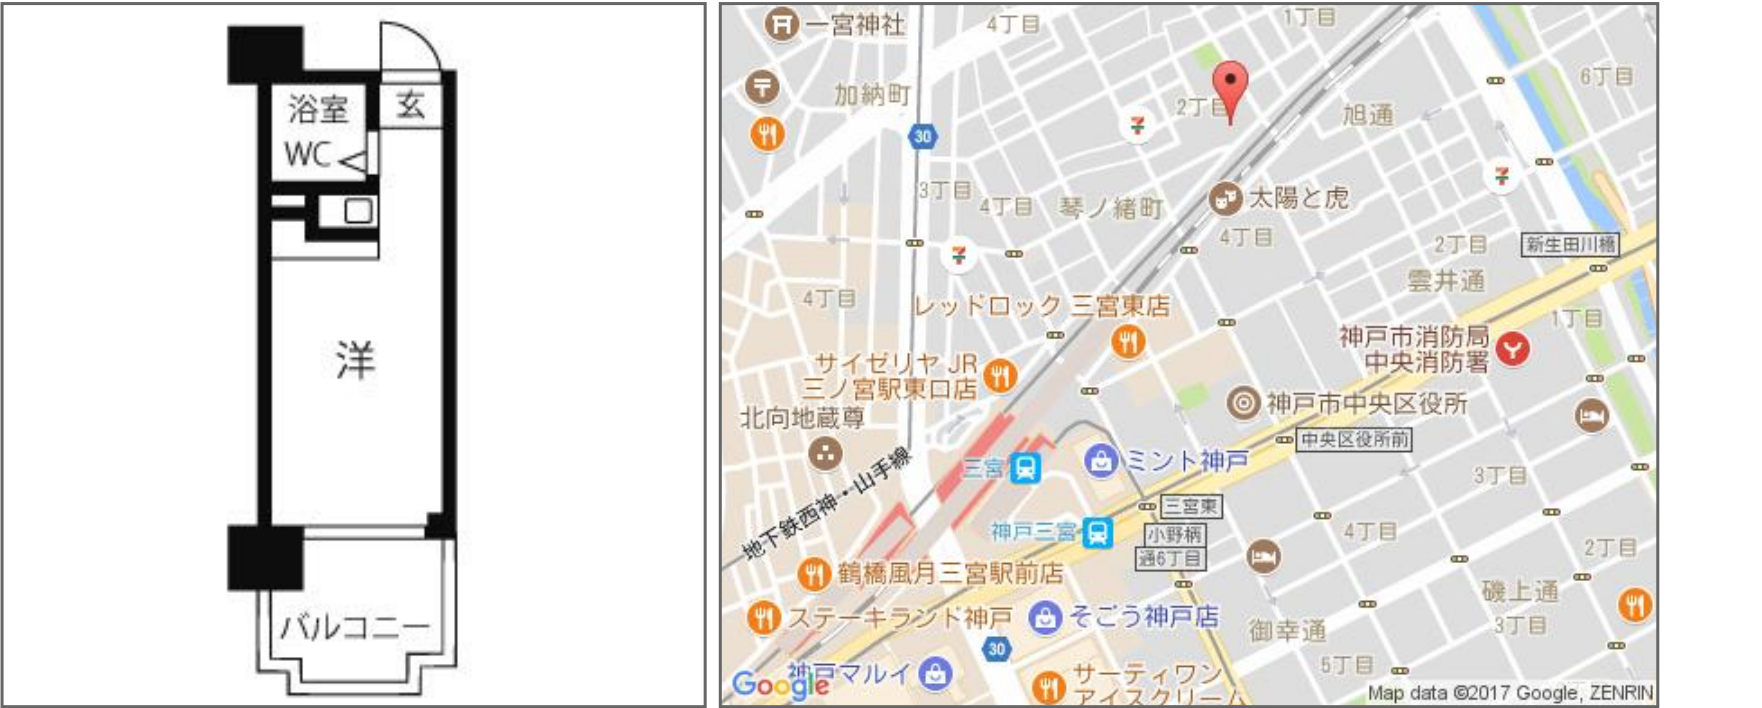 浴室
WC
玄
洋
バルコニー
一宮神社
4丁目
1丁目
加納町
2丁目
旭通
6丁目
30
3丁目
4丁目
琴ノ緒町
太陽と虎
4丁目
2丁目
新生田川橋
雲井通
4丁目
レッドロック 三宮東店
1丁目
神戸市消防局
中央消防署
サイゼリヤ JR
三ノ宮駅東口店
北向地蔵尊
神戸市中央区役所
中央区役所前
地下鉄西神・山手線
三宮
ミント神戸
3丁目
三宮東
神戸三宮
小野柄
通6丁目
4丁目
2丁目
鶴橋風月三宮駅前店
ステーキランド神戸
そごう神戸店
磯上通
3丁目
御幸通
30
5丁目
神戸マルイ
サーティワン
アイスクリーム
Google
Map data ©2017 Google, ZENRIN